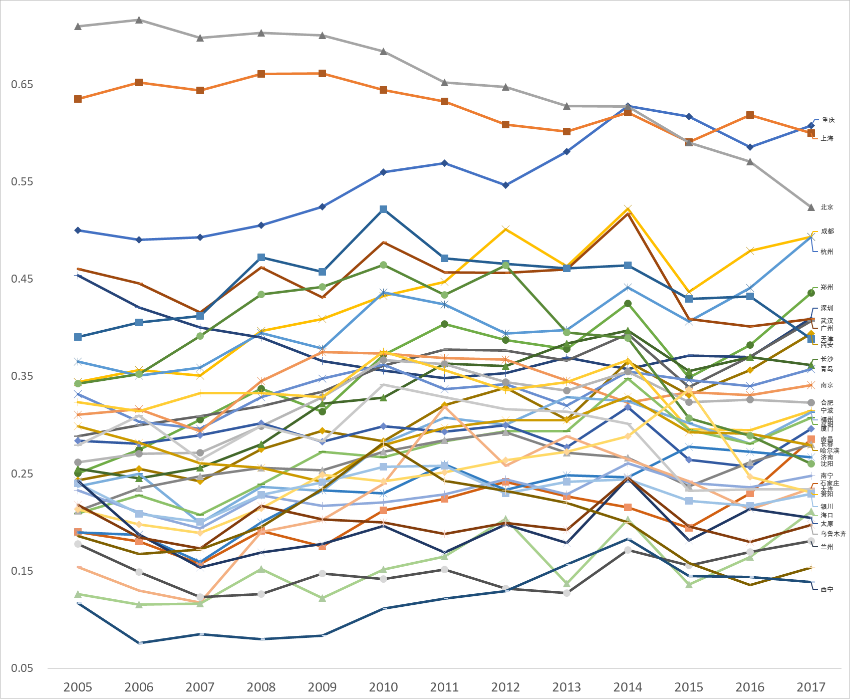 0.65
0.55
0.45
0.35
0.25
0.15
0.05
重庆
上海
北京
成都
杭州
郑州
深圳
武汉
广州
天津
西安
长沙
青岛
南京
合肥
宁波
厦门
南昌
长春
哈尔滨
济南
沈阳
南宁
石家庄
大连
贵阳
银川
海口
太原
乌鲁木齐
兰州
西宁
2005 2006 2007 2008 2009 2010 2011 2012 2013 2014 2015 2016 2017